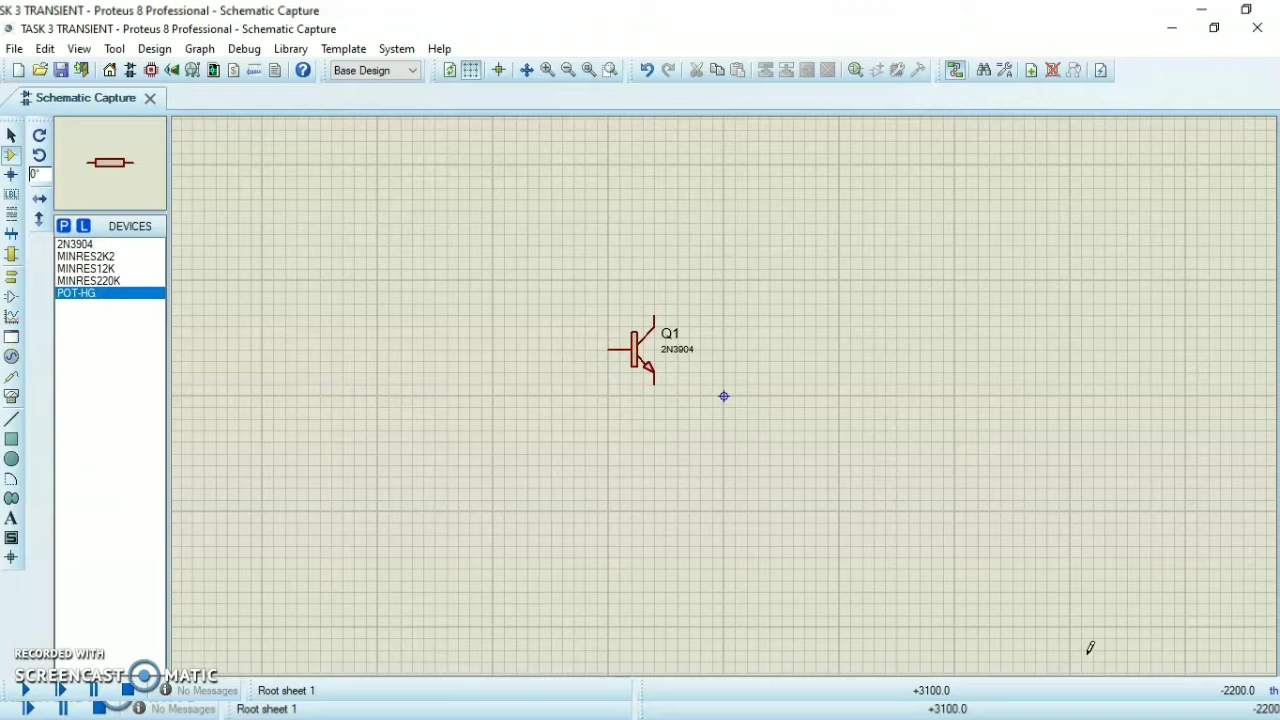 SK 3 TRANSIENT - Proteus 8 Professional - Schematic Capture
TASK 3 TRANSIENT - Proteus 8 Professional - Schematic Capture
File Edit View Tool Design Graph Debug Library Template System Help
Base Design
Schematic Capture
0°
LBL
P L DEVICES
2N3904
MINRES2K2
MINRES12K
MINRES220K
POT-HG
Q1
2N3904
A
S
RECORDED WITH
SCREENCAST MATIC
No Messages Root sheet 1 +3100.0 -2200.0 th
No Messages Root sheet 1 +3100.0 -2200